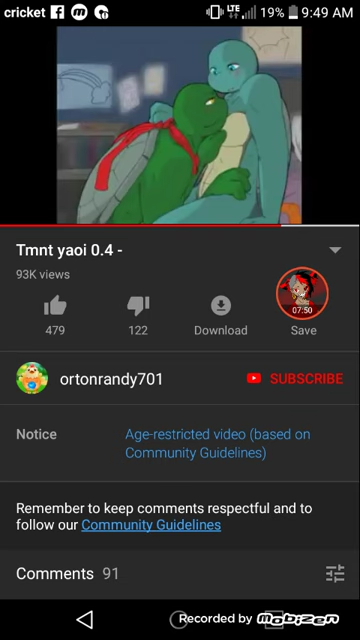 cricket LTE 19% 9:49 AM
Tmnt yaoi 0.4 -
93K views
07:50
479 122 Download Save
ortonrandy701 SUBSCRIBE
Notice Age-restricted video (based on
Community Guidelines)
Remember to keep comments respectful and to
follow our Community Guidelines
Comments 91
Recorded by mobizen